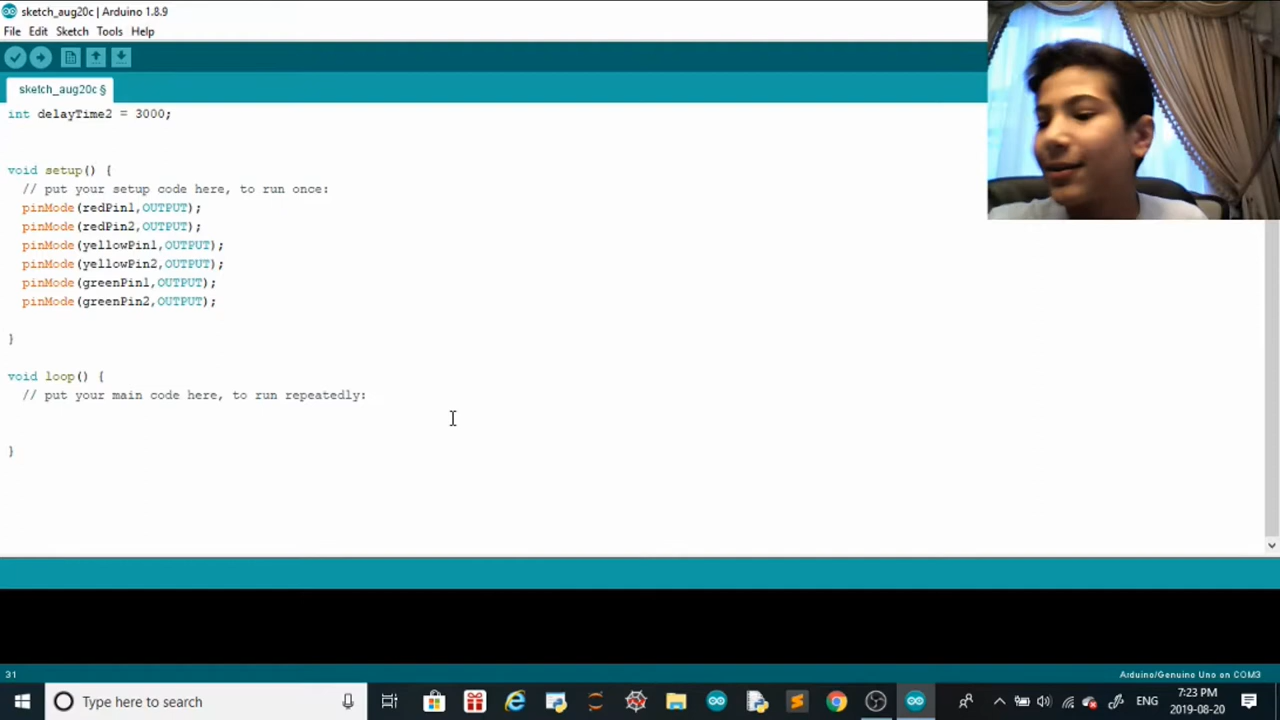 sketch_aug20c | Arduino 1.8.9
File Edit Sketch Tools Help
sketch_aug20c §
int delayTime2 = 3000;
void setup() {
// put your setup code here, to run once:
pinMode(redPin1,OUTPUT);
pinMode(redPin2,OUTPUT);
pinMode(yellowPin1,OUTPUT);
pinMode(yellowPin2,OUTPUT);
pinMode(greenPin1,OUTPUT);
pinMode(greenPin2,OUTPUT);
}
void loop() {
// put your main code here, to run repeatedly:
}
31
Arduino/Genuino Uno on COM3
Type here to search
ENG
7:23 PM
2019-08-20